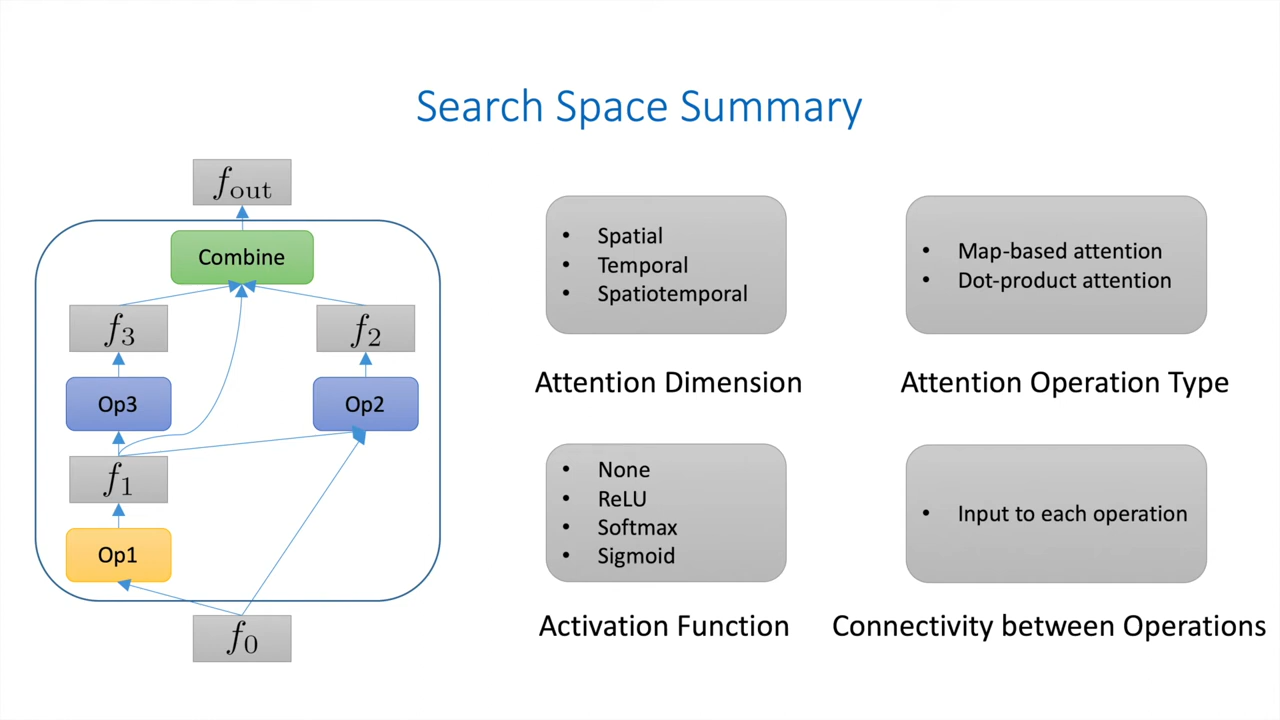 Search Space Summary
f_out
Combine
f_3
f_2
Op3
Op2
f_1
Op1
f_0
• Spatial
• Temporal
• Spatiotemporal
Attention Dimension
• Map-based attention
• Dot-product attention
Attention Operation Type
• None
• ReLU
• Softmax
• Sigmoid
Activation Function
• Input to each operation
Connectivity between Operations